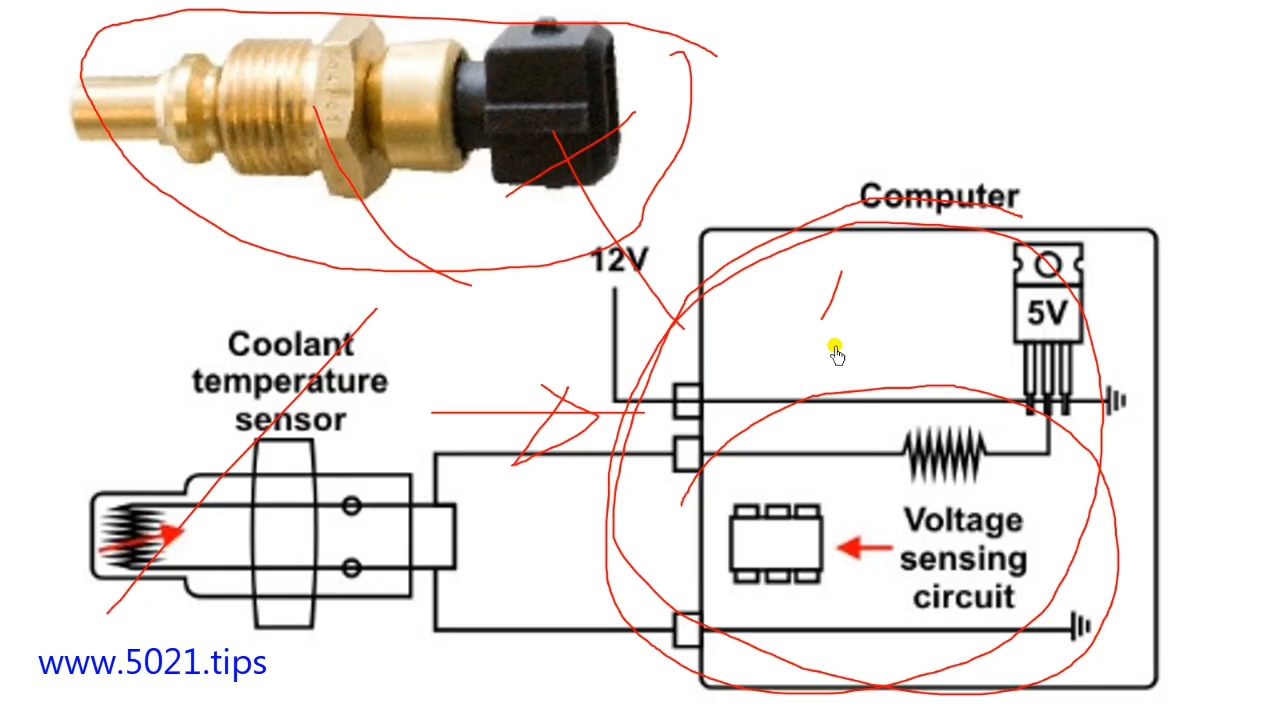 Computer
12V
5V
Coolant
temperature
sensor
Voltage
sensing
circuit
www.5021.tips